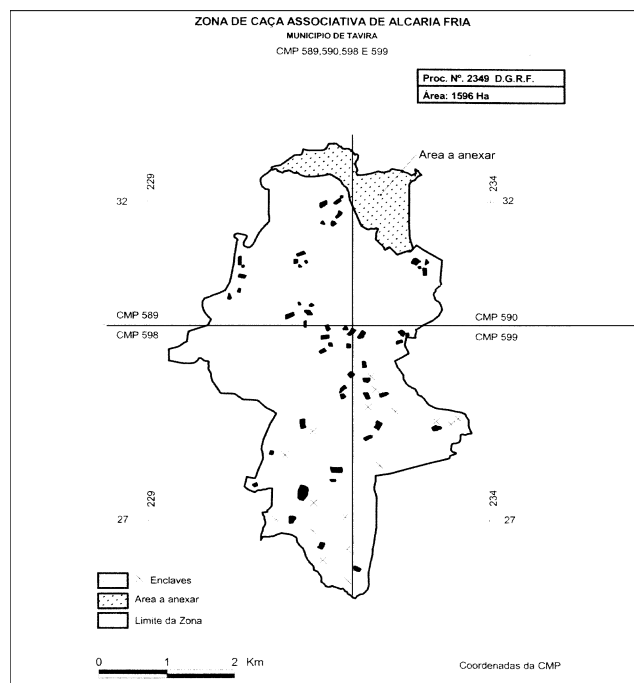 ZONA DE CAÇA ASSOCIATIVA DE ALCARIA FRIA
MUNICIPIO DE TAVIRA
CMP 589,590,598 E 599
Proc. Nº. 2349 D.G.R.F.
Área: 1596 Ha
Area a anexar
229
234
32
32
CMP 589
CMP 590
CMP 598
CMP 599
229
234
27
27
Enclaves
Area a anexar
Limite da Zona
0 1 2 Km
Coordenadas da CMP